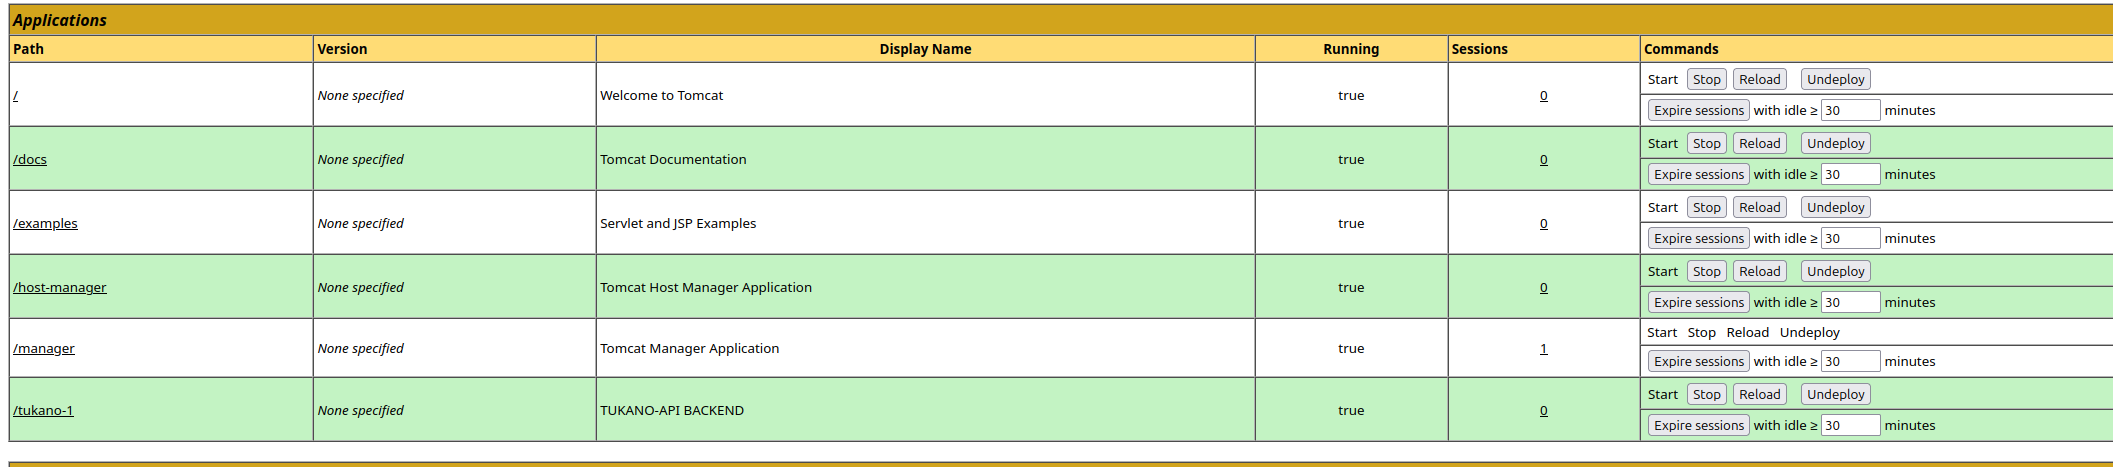 Applications
Path Version Display Name Running Sessions Commands
/ None specified Welcome to Tomcat true 0 Start Stop Reload Undeploy
Expire sessions with idle ≥ 30 minutes
/docs None specified Tomcat Documentation true 0 Start Stop Reload Undeploy
Expire sessions with idle ≥ 30 minutes
/examples None specified Servlet and JSP Examples true 0 Start Stop Reload Undeploy
Expire sessions with idle ≥ 30 minutes
/host-manager None specified Tomcat Host Manager Application true 0 Start Stop Reload Undeploy
Expire sessions with idle ≥ 30 minutes
/manager None specified Tomcat Manager Application true 1 Start Stop Reload Undeploy
Expire sessions with idle ≥ 30 minutes
/tukano-1 None specified TUKANO-API BACKEND true 0 Start Stop Reload Undeploy
Expire sessions with idle ≥ 30 minutes